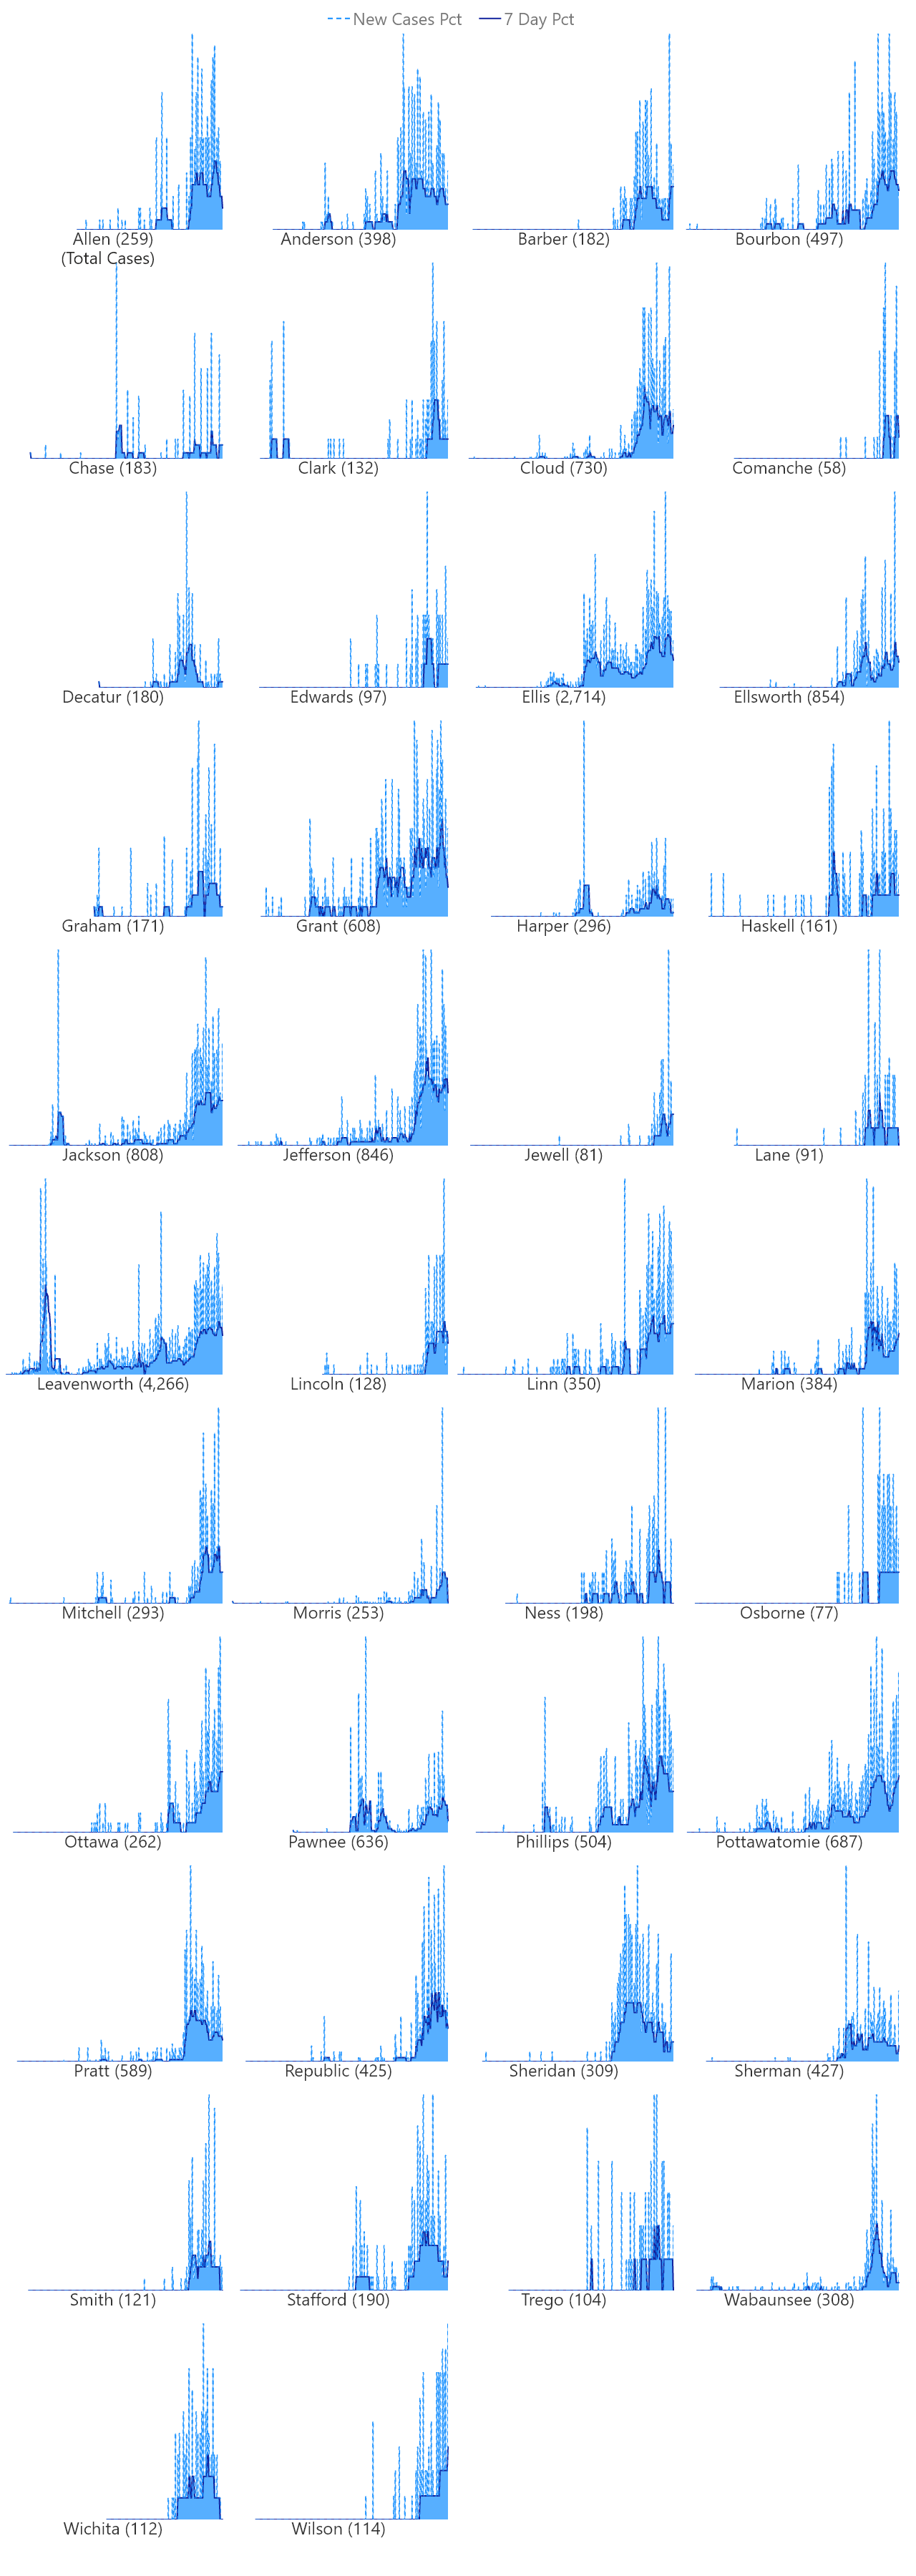 New Cases Pct 7 Day Pct
Allen (259) Anderson (398) Barber (182) Bourbon (497)
(Total Cases)
Chase (183) Clark (132) Cloud (730) Comanche (58)
Decatur (180) Edwards (97) Ellis (2,714) Ellsworth (854)
Graham (171) Grant (608) Harper (296) Haskell (161)
Jackson (808) Jefferson (846) Jewell (81) Lane (91)
Leavenworth (4,266) Lincoln (128) Linn (350) Marion (384)
Mitchell (293) Morris (253) Ness (198) Osborne (77)
Ottawa (262) Pawnee (636) Phillips (504) Pottawatomie (687)
Pratt (589) Republic (425) Sheridan (309) Sherman (427)
Smith (121) Stafford (190) Trego (104) Wabaunsee (308)
Wichita (112) Wilson (114)